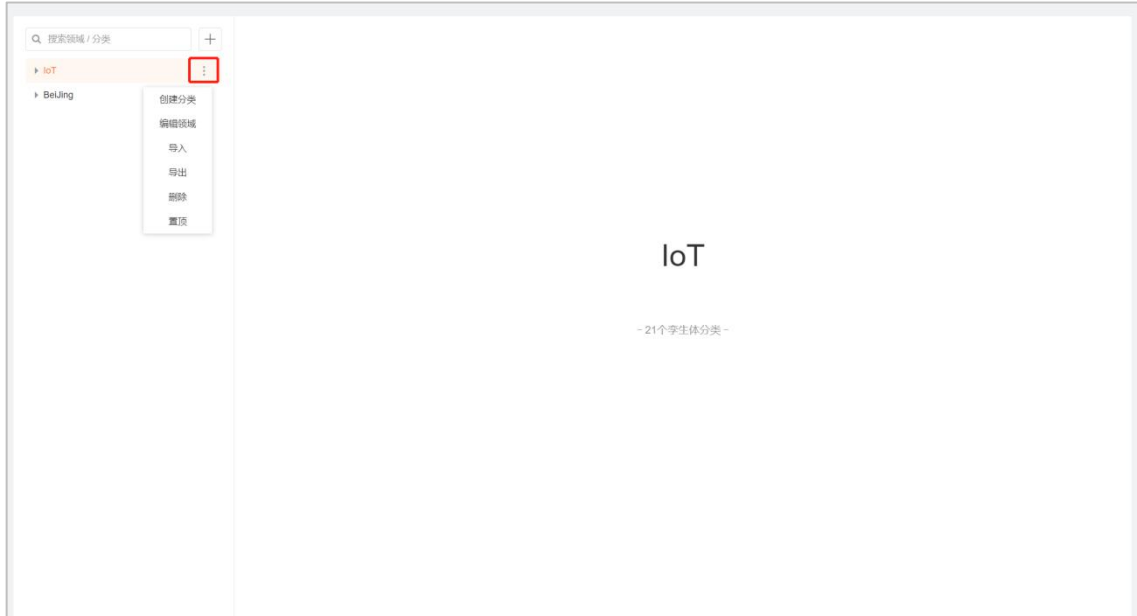 搜索领域 / 分类
IoT
BeiJing
创建分类
编辑领域
导入
导出
删除
置顶
IoT
- 21个孪生体分类 -